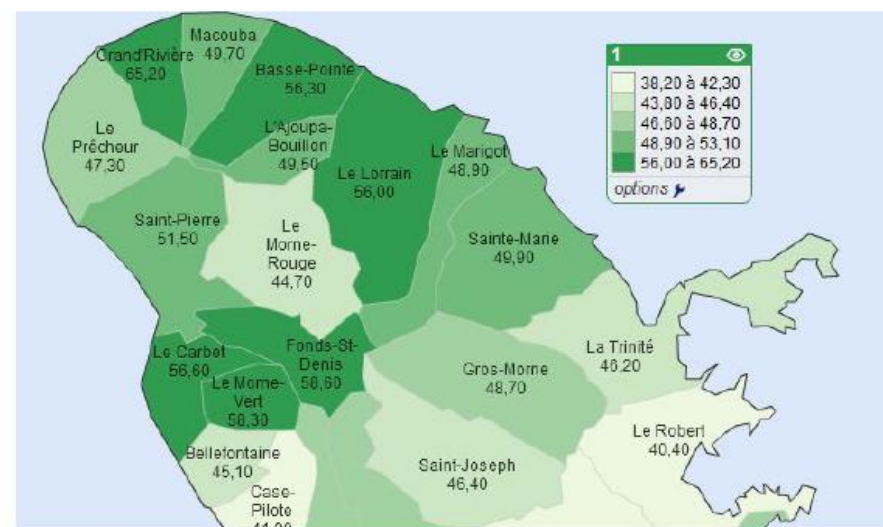 Macouba
49,70
Grand'Rivière
65,20
Basse-Pointe
56,30
Le
Prêcheur
47,30
L'Ajoupa-
Bouillon
49,50
Le Lorrain
56,00
Le Marigot
48,90
Saint-Pierre
51,50
Le
Morne-
Rouge
44,70
Sainte-Marie
49,90
Le Carbet
56,60
Fonds-St-
Denis
58,60
Le Morne-
Vert
58,30
Gros-Morne
48,70
La Trinité
46,20
Bellefontaine
45,10
Saint-Joseph
46,40
Le Robert
40,40
Case-
Pilote
1
38,20 à 42,30
43,80 à 46,40
46,60 à 48,70
48,90 à 53,10
56,00 à 65,20
options